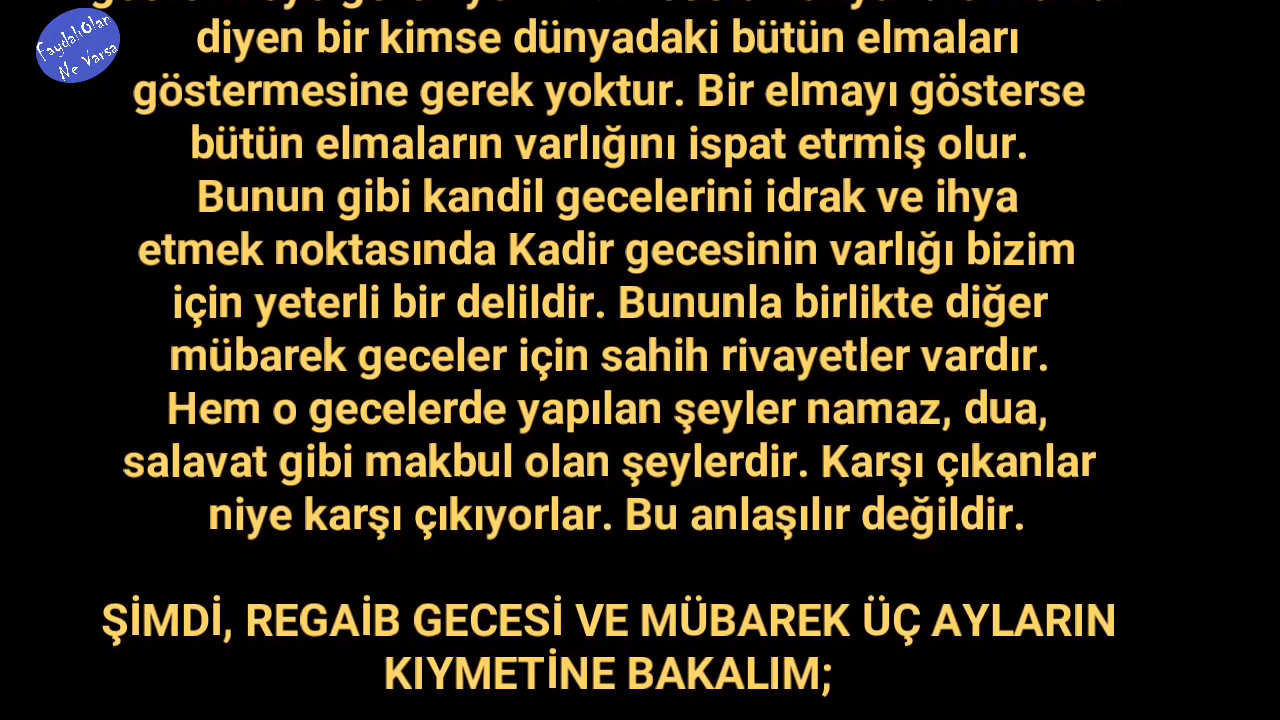 Faydalı Olan
Ne Varsa
diyen bir kimse dünyadaki bütün elmaları
göstermesine gerek yoktur. Bir elmayı gösterse
bütün elmaların varlığını ispat etrmiş olur.
Bunun gibi kandil gecelerini idrak ve ihya
etmek noktasında Kadir gecesinin varlığı bizim
için yeterli bir delildir. Bununla birlikte diğer
mübarek geceler için sahih rivayetler vardır.
Hem o gecelerde yapılan şeyler namaz, dua,
salavat gibi makbul olan şeylerdir. Karşı çıkanlar
niye karşı çıkıyorlar. Bu anlaşılır değildir.
ŞİMDİ, REGAİB GECESİ VE MÜBAREK ÜÇ AYLARIN
KIYMETİNE BAKALIM;